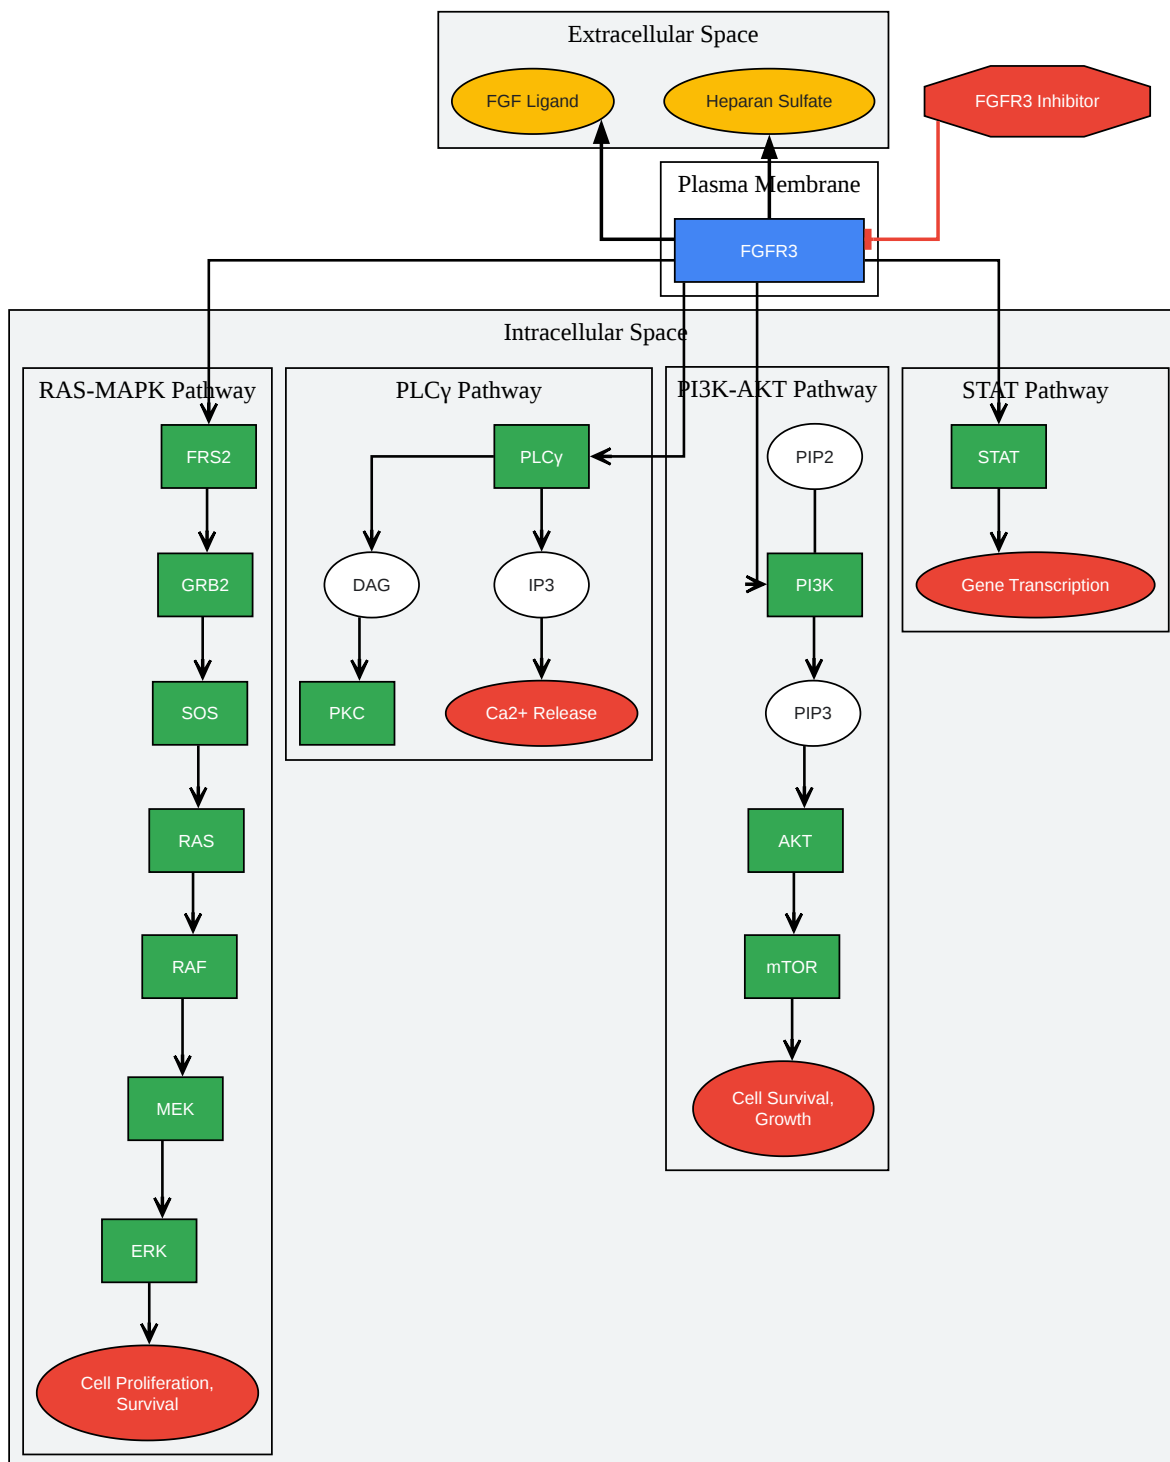 Extracellular Space
FGF Ligand
Heparan Sulfate
FGFR3 Inhibitor
Plasma Membrane
FGFR3
Intracellular Space
RAS-MAPK Pathway
PLCγ Pathway
PI3K-AKT Pathway
STAT Pathway
FRS2
PLCγ
PIP2
STAT
GRB2
DAG
IP3
PI3K
Gene Transcription
SOS
PKC
Ca2+ Release
PIP3
RAS
AKT
RAF
mTOR
MEK
Cell Survival,
Growth
ERK
Cell Proliferation,
Survival